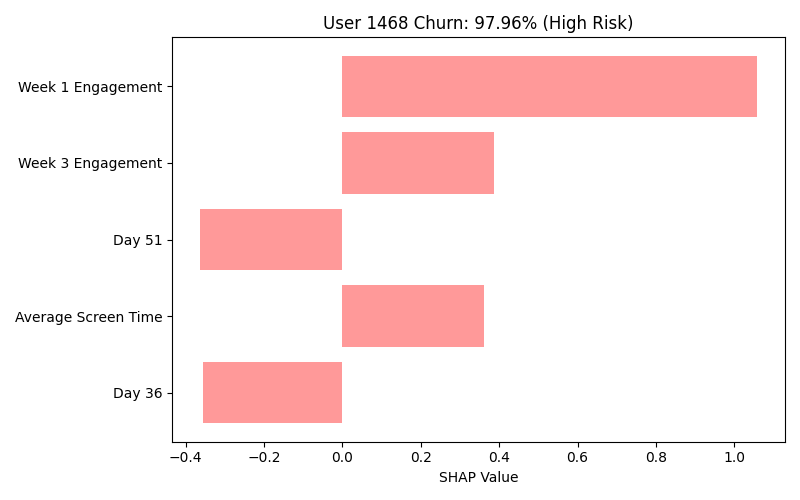 User 1468 Churn: 97.96% (High Risk)
Week 1 Engagement
Week 3 Engagement
Day 51
Average Screen Time
Day 36
−0.4 −0.2 0.0 0.2 0.4 0.6 0.8 1.0
SHAP Value